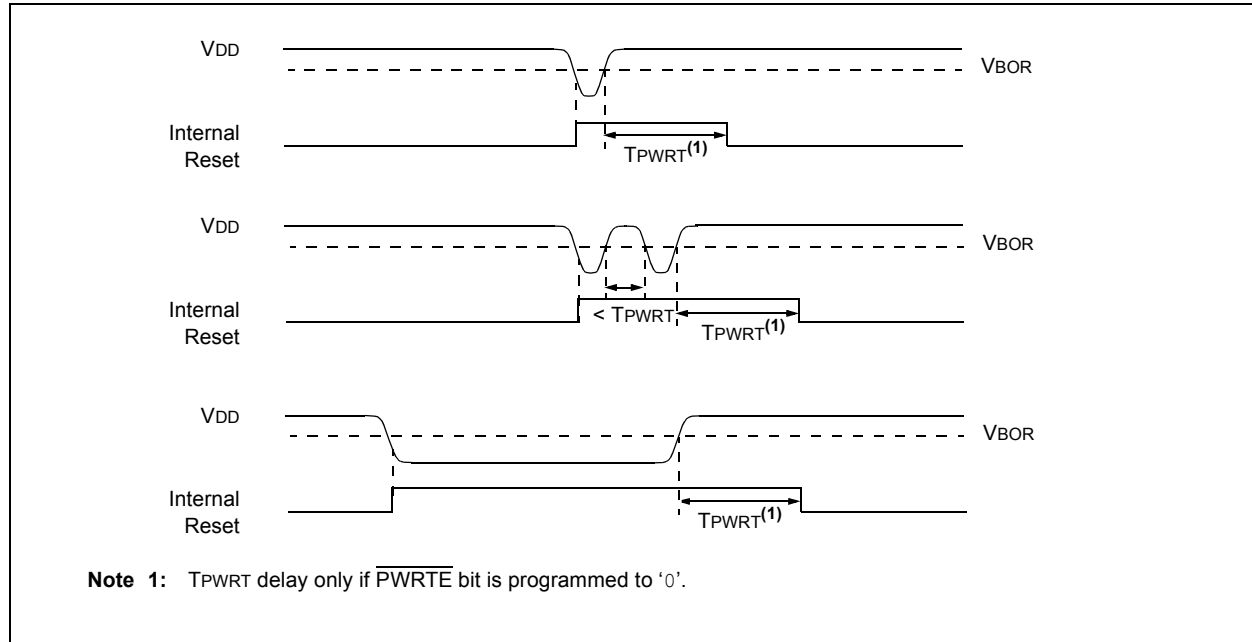 VDD
VBOR
Internal
Reset
TPWRT(1)
VDD
VBOR
Internal
Reset
< TPWRT
TPWRT(1)
VDD
VBOR
Internal
Reset
TPWRT(1)
Note 1: TPWRT delay only if PWRTE bit is programmed to ‘0’.